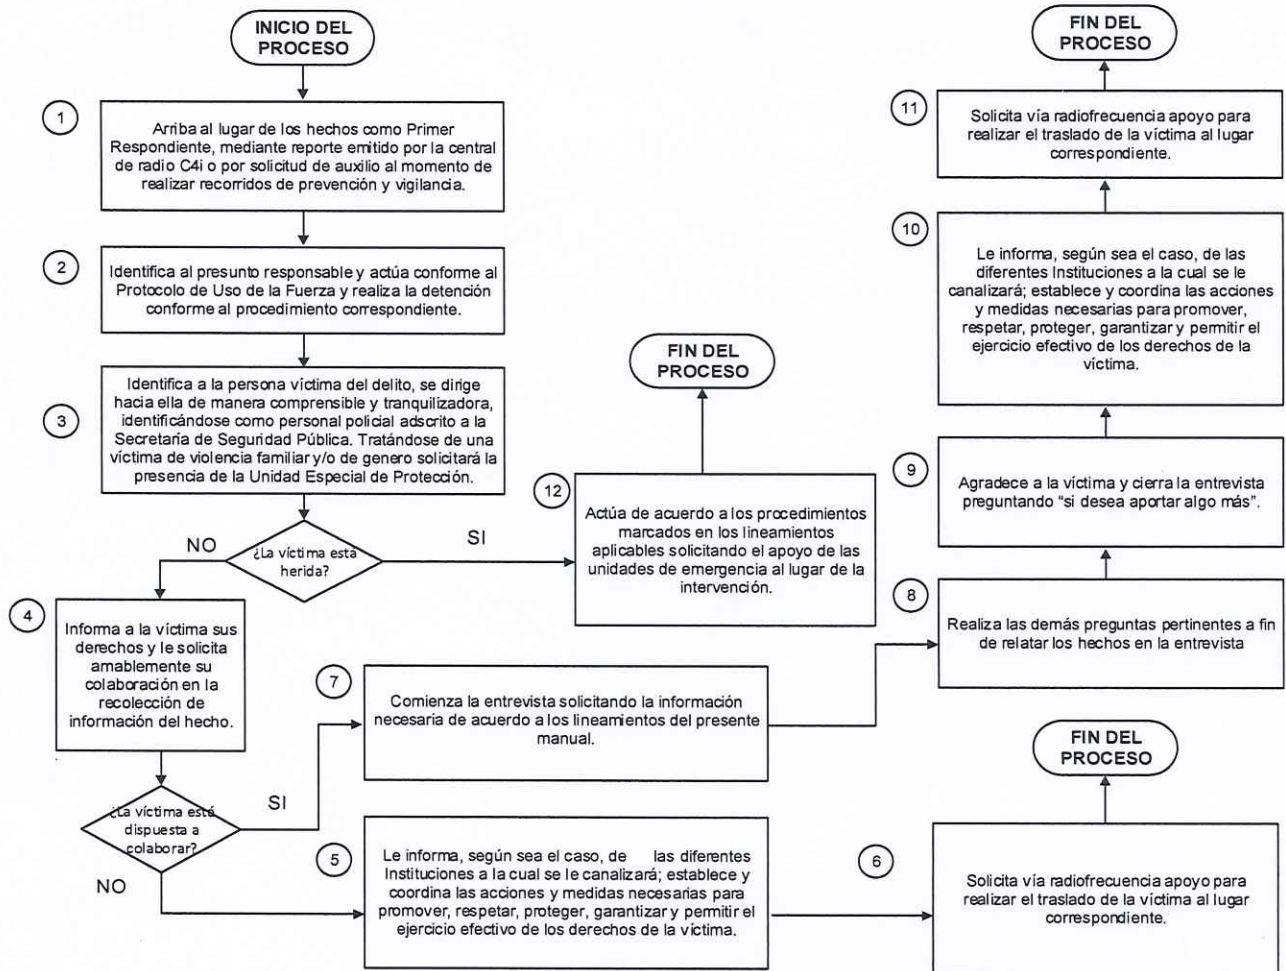 INICIO DEL
PROCESO
1
Arriba al lugar de los hechos como Primer
Respondiente, mediante reporte emitido por la central
de radio C4i o por solicitud de auxilio al momento de
realizar recorridos de prevención y vigilancia.
2
Identifica al presunto responsable y actúa conforme al
Protocolo de Uso de la Fuerza y realiza la detención
conforme al procedimiento correspondiente.
3
Identifica a la persona víctima del delito, se dirige
hacia ella de manera comprensible y tranquilizadora,
identificándose como personal policial adscrito a la
Secretaría de Seguridad Pública. Tratándose de una
víctima de violencia familiar y/o de genero solicitará la
presencia de la Unidad Especial de Protección.
¿La víctima está
herida?
NO
SI
4
Informa a la víctima sus
derechos y le solicita
amablemente su
colaboración en la
recolección de
información del hecho.
¿La víctima está
dispuesta a
colaborar?
SI
NO
5
Le informa, según sea el caso, de las diferentes
Instituciones a la cual se le canalizará; establece y
coordina las acciones y medidas necesarias para
promover, respetar, proteger, garantizar y permitir el
ejercicio efectivo de los derechos de la víctima.
6
Solicita vía radiofrecuencia apoyo para
realizar el traslado de la víctima al lugar
correspondiente.
FIN DEL
PROCESO
7
Comienza la entrevista solicitando la información
necesaria de acuerdo a los lineamientos del presente
manual.
8
Realiza las demás preguntas pertinentes a fin
de relatar los hechos en la entrevista
9
Agradece a la víctima y cierra la entrevista
preguntando “si desea aportar algo más”.
10
Le informa, según sea el caso, de las
diferentes Instituciones a la cual se le
canalizará; establece y coordina las acciones
y medidas necesarias para promover,
respetar, proteger, garantizar y permitir el
ejercicio efectivo de los derechos de la
víctima.
11
Solicita vía radiofrecuencia apoyo para
realizar el traslado de la víctima al lugar
correspondiente.
FIN DEL
PROCESO
12
Actúa de acuerdo a los procedimientos
marcados en los lineamientos
aplicables solicitando el apoyo de las
unidades de emergencia al lugar de la
intervención.
FIN DEL
PROCESO